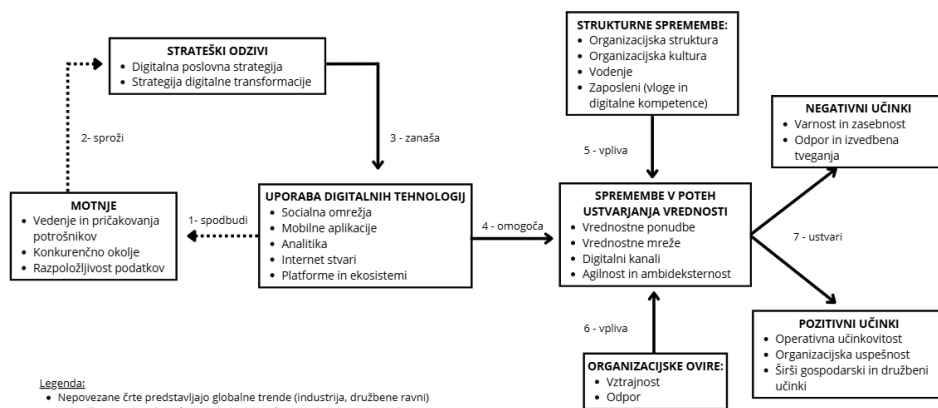 STRATEŠKI ODZIVI
• Digitalna poslovna strategija
• Strategija digitalne transformacije
STRUKTURNE SPREMEMBE:
• Organizacijska struktura
• Organizacijska kultura
• Vodenje
• Zaposleni (vloge in
digitalne kompetence)
NEGATIVNI UČINKI
• Varnost in zasebnost
• Odpor in izvedbena
tveganja
2- sproži
3 - zanaša
5 - vpliva
MOTNJE
• Vedenje in pričakovanja
potrošnikov
• Konkurenčno okolje
• Razpoložljivost podatkov
1- spodbudi
UPORABA DIGITALNIH TEHNOLOGIJ
• Socialna omrežja
• Mobilne aplikacije
• Analitika
• Internet stvari
• Platforme in ekosistemi
4 - omogoča
SPREMEMBE V POTEH
USTVARJANJA VREDNOSTI
• Vrednostne ponudbe
• Vrednostne mreže
• Digitalni kanali
• Agilnost in ambideksternost
7 - ustvari
6 - vpliva
POZITIVNI UČINKI
• Operativna učinkovitost
• Organizacijska uspešnost
• Širši gospodarski in družbeni
učinki
ORGANIZACIJSKE OVIRE:
• Vztrajnost
• Odpor
Legenda:
• Nepovezane črte predstavljajo globalne trende (industrija, družbene ravni)